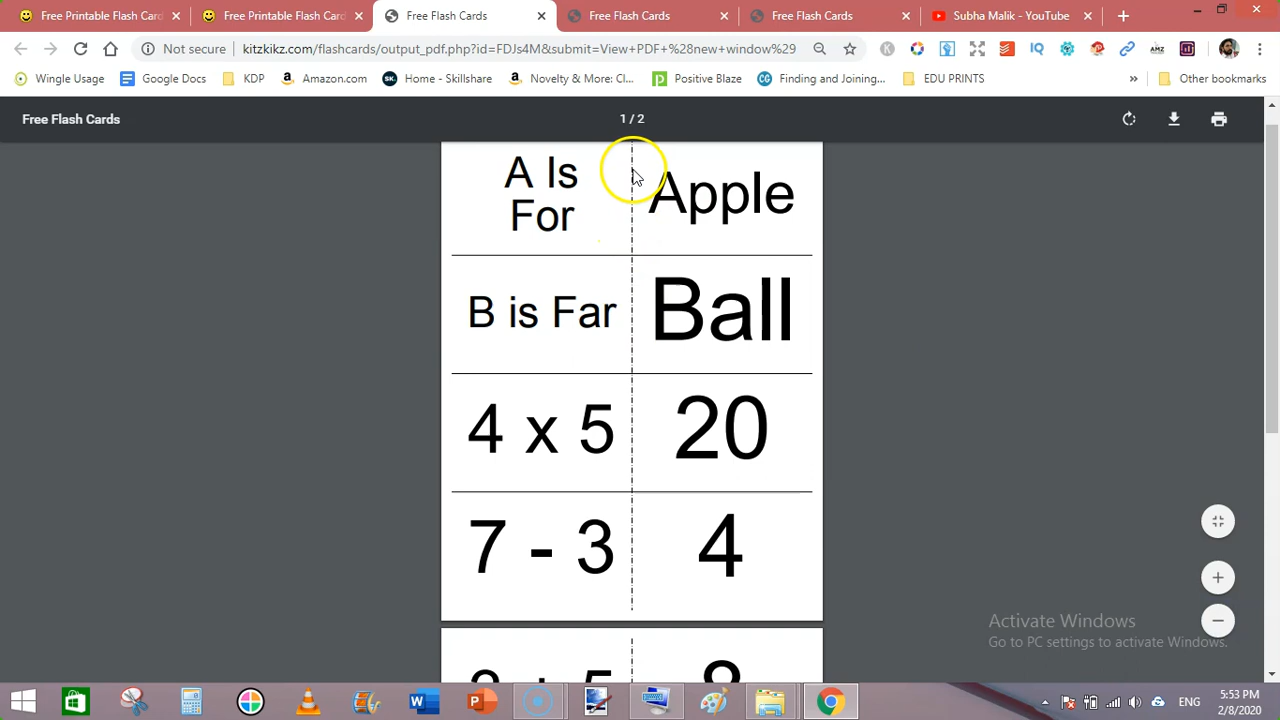 Free Printable Flash Card:
Free Printable Flash Card:
Free Flash Cards
Free Flash Cards
Free Flash Cards
Subha Malik - YouTube
Not secure
kitzkikz.com/flashcards/output_pdf.php?id=FDJs4M&submit=View+PDF+%28new+window%29
Wingle Usage
Google Docs
KDP
Amazon.com
Home - Skillshare
Novelty & More: Cl...
Positive Blaze
Finding and Joining...
EDU PRINTS
»
Other bookmarks
Free Flash Cards
1 / 2
A Is
For
Apple
B is Far
Ball
4 x 5
20
7 - 3
4
8
Activate Windows
Go to PC settings to activate Windows.
ENG
5:53 PM
2/8/2020